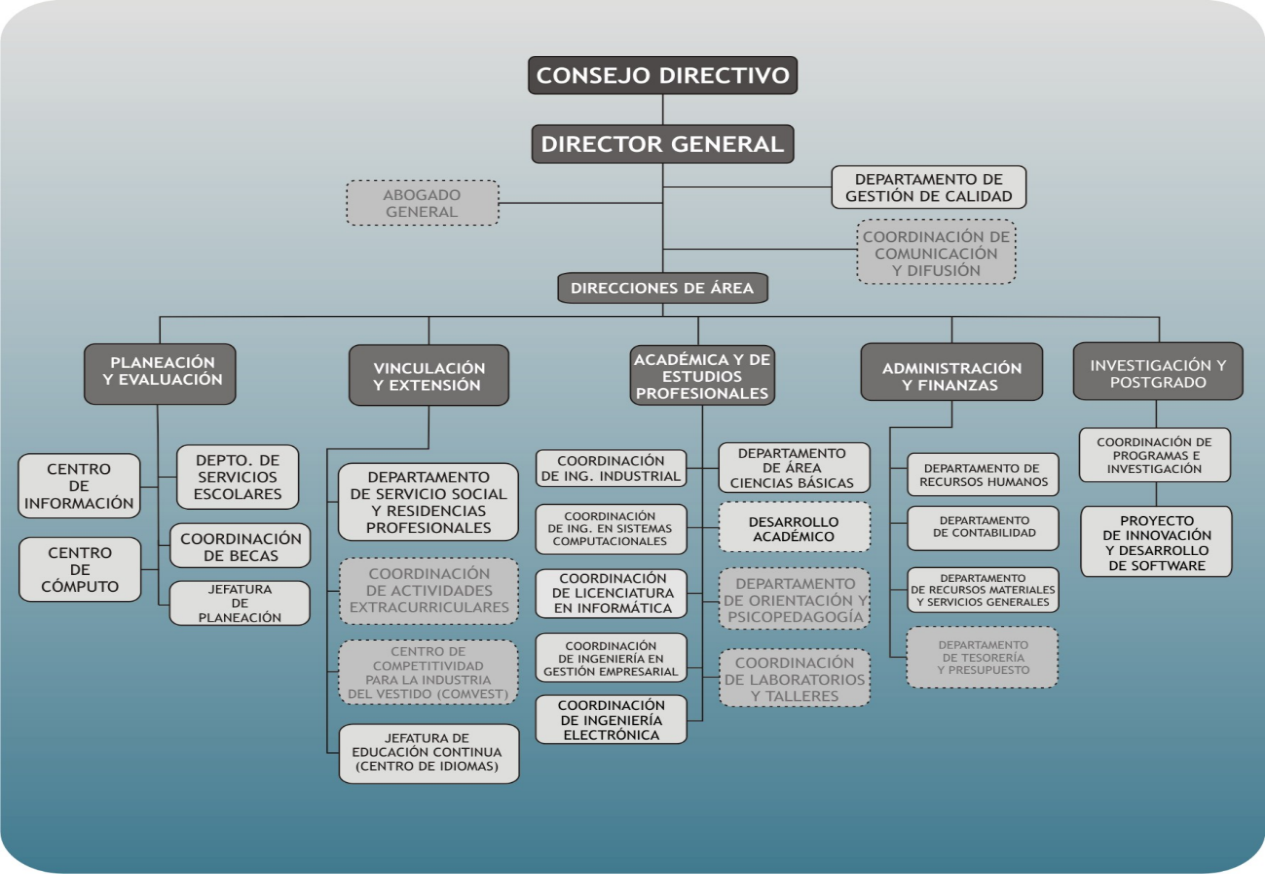 CONSEJO DIRECTIVO
DIRECTOR GENERAL
ABOGADO
GENERAL
DEPARTAMENTO DE
GESTIÓN DE CALIDAD
COORDINACIÓN DE
COMUNICACIÓN
Y DIFUSIÓN
DIRECCIONES DE ÁREA
PLANEACIÓN
Y EVALUACIÓN
CENTRO
DE
INFORMACIÓN
DEPTO. DE
SERVICIOS
ESCOLARES
CENTRO
DE
CÓMPUTO
COORDINACIÓN
DE BECAS
JEFATURA
DE
PLANEACIÓN
VINCULACIÓN
Y EXTENSIÓN
DEPARTAMENTO
DE SERVICIO SOCIAL
Y RESIDENCIAS
PROFESIONALES
COORDINACIÓN
DE ACTIVIDADES
EXTRACURRICULARES
CENTRO DE
COMPETITIVIDAD
PARA LA INDUSTRIA
DEL VESTIDO (COMVEST)
JEFATURA DE
EDUCACIÓN CONTINUA
(CENTRO DE IDIOMAS)
ACADÉMICA Y DE
ESTUDIOS
PROFESIONALES
COORDINACIÓN
DE ING. INDUSTRIAL
COORDINACIÓN
DE ING. EN SISTEMAS
COMPUTACIONALES
COORDINACIÓN
DE LICENCIATURA
EN INFORMÁTICA
COORDINACIÓN
DE INGENIERÍA EN
GESTIÓN EMPRESARIAL
COORDINACIÓN
DE INGENIERÍA
ELECTRÓNICA
DEPARTAMENTO
DE ÁREA
CIENCIAS BÁSICAS
DESARROLLO
ACADÉMICO
DEPARTAMENTO
DE ORIENTACIÓN Y
PSICOPEDAGOGÍA
COORDINACIÓN
DE LABORATORIOS
Y TALLERES
ADMINISTRACIÓN
Y FINANZAS
DEPARTAMENTO DE
RECURSOS HUMANOS
DEPARTAMENTO
DE CONTABILIDAD
DEPARTAMENTO
DE RECURSOS MATERIALES
Y SERVICIOS GENERALES
DEPARTAMENTO
DE TESORERÍA
Y PRESUPUESTO
INVESTIGACIÓN Y
POSTGRADO
COORDINACIÓN DE
PROGRAMAS E
INVESTIGACIÓN
PROYECTO
DE INNOVACIÓN
Y DESARROLLO
DE SOFTWARE